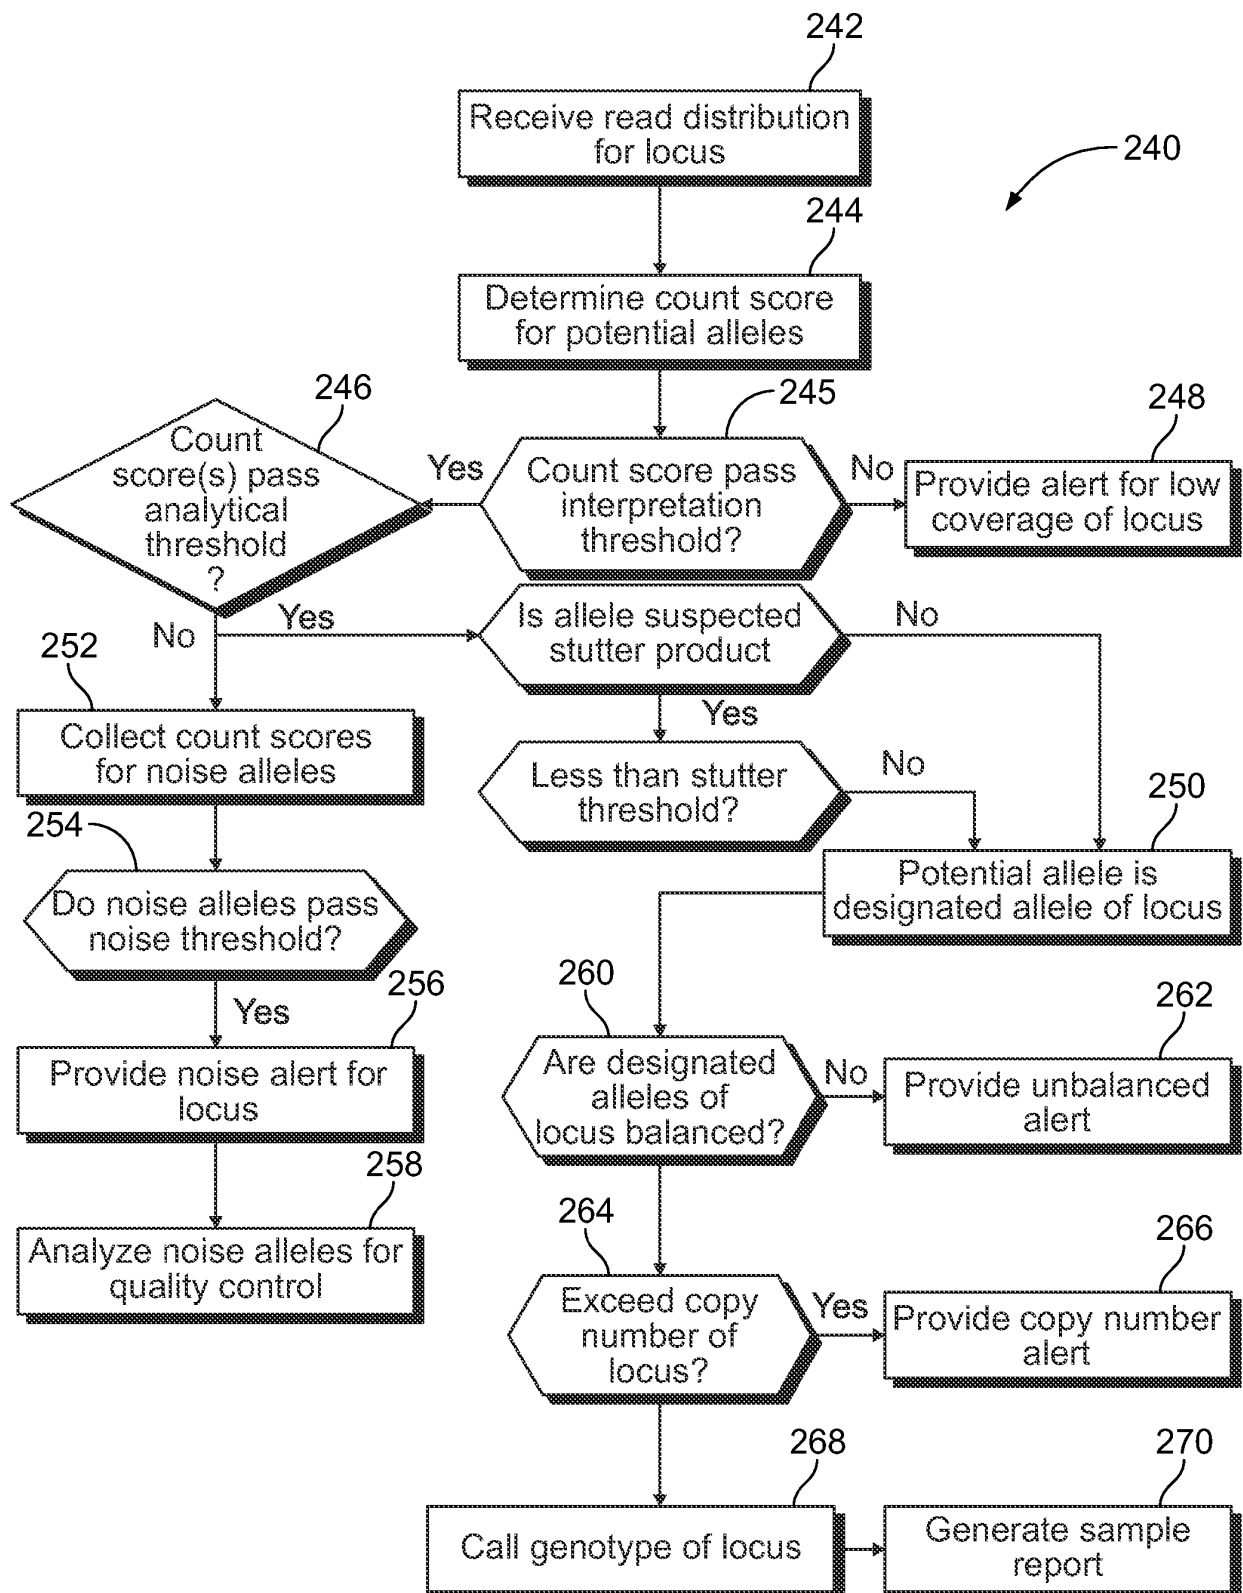 242
Receive read distribution
for locus
240
244
Determine count score
for potential alleles
246
245
248
Count
score(s) pass
analytical
threshold
?
Yes
Count score pass
interpretation
threshold?
No
Provide alert for low
coverage of locus
No
Yes
Is allele suspected
stutter product
No
252
Collect count scores
for noise alleles
Yes
Less than stutter
threshold?
No
250
Potential allele is
designated allele of locus
254
Do noise alleles pass
noise threshold?
Yes
256
Provide noise alert for
locus
260
Are designated
alleles of
locus balanced?
No
262
Provide unbalanced
alert
258
Analyze noise alleles for
quality control
264
Exceed copy
number of
locus?
Yes
266
Provide copy number
alert
268
Call genotype of locus
270
Generate sample
report